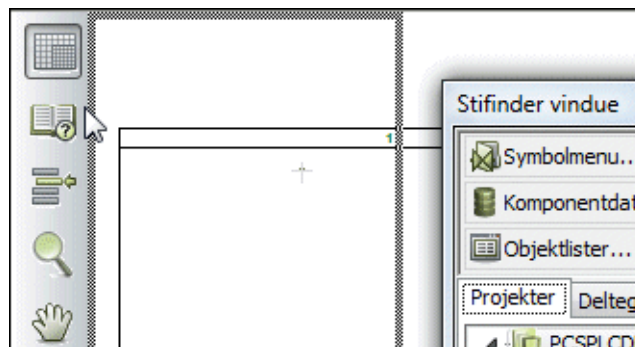 1
Stifinder vindue
Symbolmenu...
Komponentdat
Objektlister...
Projekter Delteg
PCSPLCD